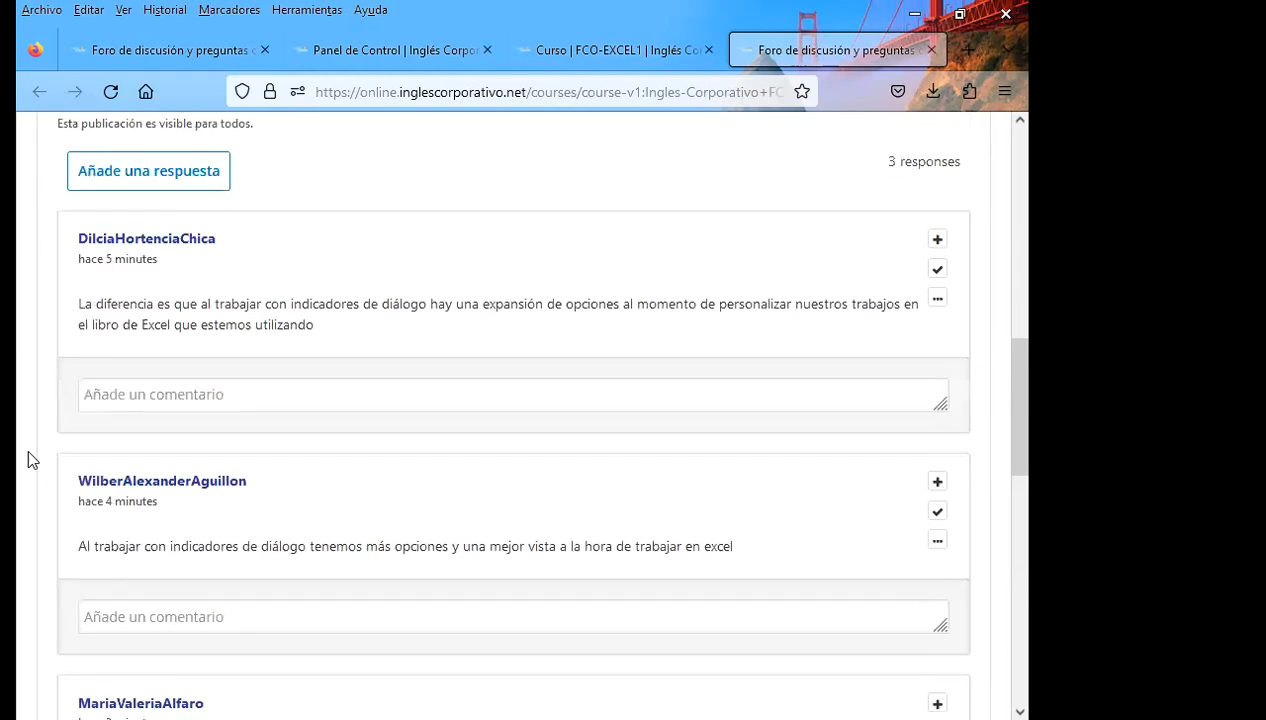 Archivo Editar Ver Historial Marcadores Herramientas Ayuda
Foro de discusión y preguntas
Panel de Control | Inglés Corpo
Curso | FCO-EXCEL1 | Inglés Co
Foro de discusión y preguntas
https://online.inglescorporativo.net/courses/course-v1:Ingles-Corporativo+FC
Esta publicación es visible para todos.
Añade una respuesta
3 responses
DilciaHortenciaChica
hace 5 minutes
La diferencia es que al trabajar con indicadores de diálogo hay una expansión de opciones al momento de personalizar nuestros trabajos en
el libro de Excel que estemos utilizando
Añade un comentario
WilberAlexanderAguillon
hace 4 minutes
Al trabajar con indicadores de diálogo tenemos más opciones y una mejor vista a la hora de trabajar en excel
Añade un comentario
MariaValeriaAlfaro